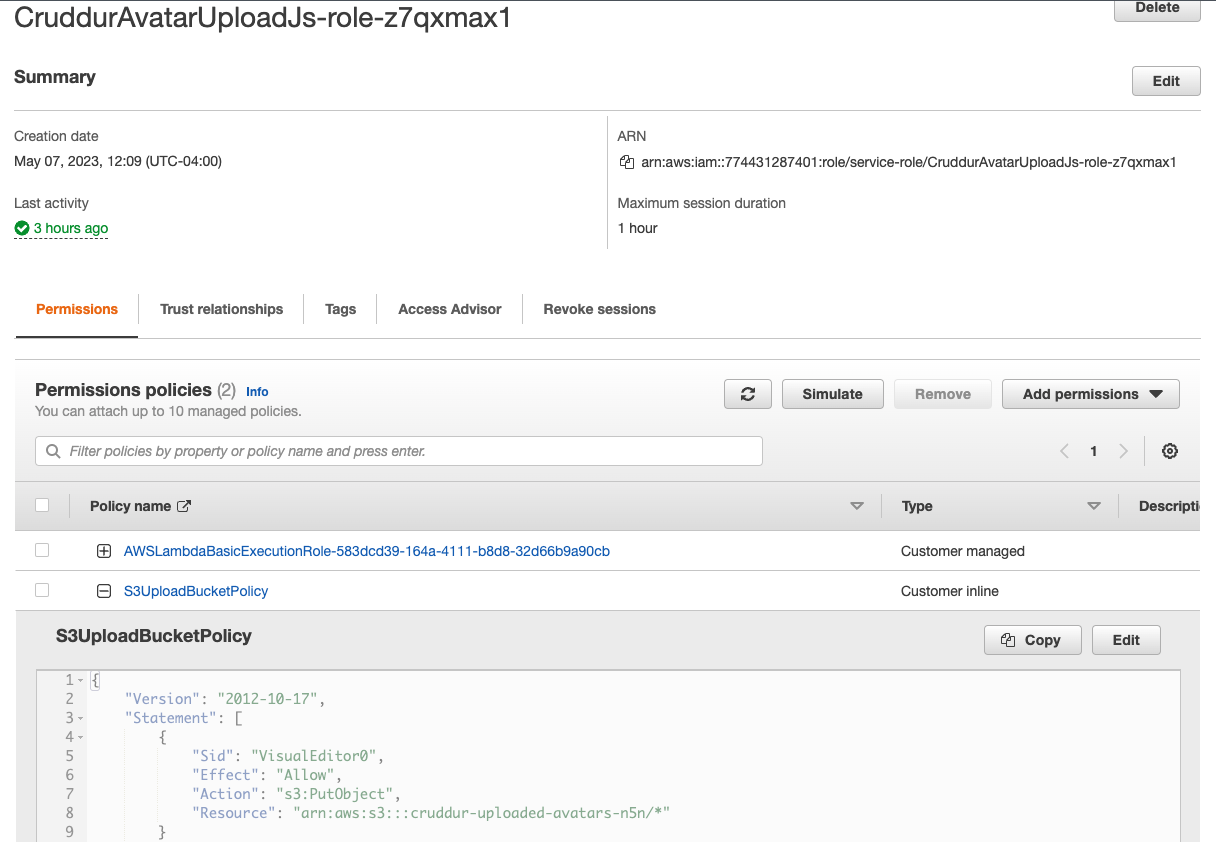 CruddurAvatarUploadJs-role-z7qxmax1
Delete
Summary
Edit
Creation date
May 07, 2023, 12:09 (UTC-04:00)
ARN
arn:aws:iam::774431287401:role/service-role/CruddurAvatarUploadJs-role-z7qxmax1
Last activity
3 hours ago
Maximum session duration
1 hour
Permissions Trust relationships Tags Access Advisor Revoke sessions
Permissions policies (2) Info
You can attach up to 10 managed policies.
Simulate Remove Add permissions
Filter policies by property or policy name and press enter.
1
Policy name Type Descripti
AWSLambdaBasicExecutionRole-583dcd39-164a-4111-b8d8-32d66b9a90cb Customer managed
S3UploadBucketPolicy Customer inline
S3UploadBucketPolicy
Copy Edit
1 {
2 "Version": "2012-10-17",
3 "Statement": [
4 {
5 "Sid": "VisualEditor0",
6 "Effect": "Allow",
7 "Action": "s3:PutObject",
8 "Resource": "arn:aws:s3:::cruddur-uploaded-avatars-n5n/*"
9 }